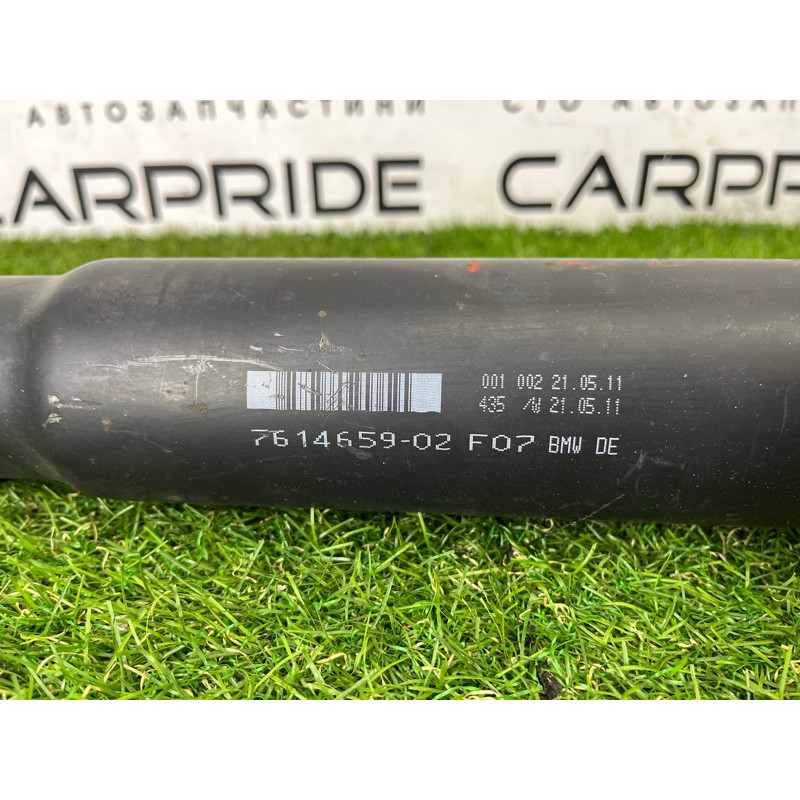 АВТОЗАПЧАСТИНИ
СТО АВТОЗАП
CARPRIDE
CARPR
001 002 21.05.11
435 /W 21.05.11
7614659-02 F07 BMW DE